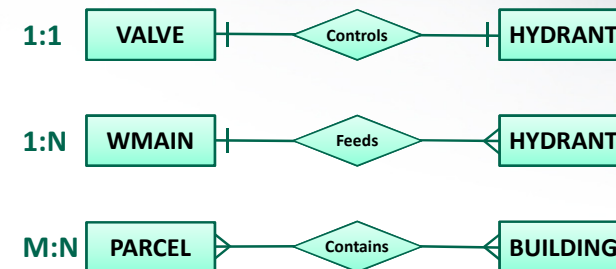 1:1 VALVE Controls HYDRANT
1:N WMAIN Feeds HYDRANT
M:N PARCEL Contains BUILDING